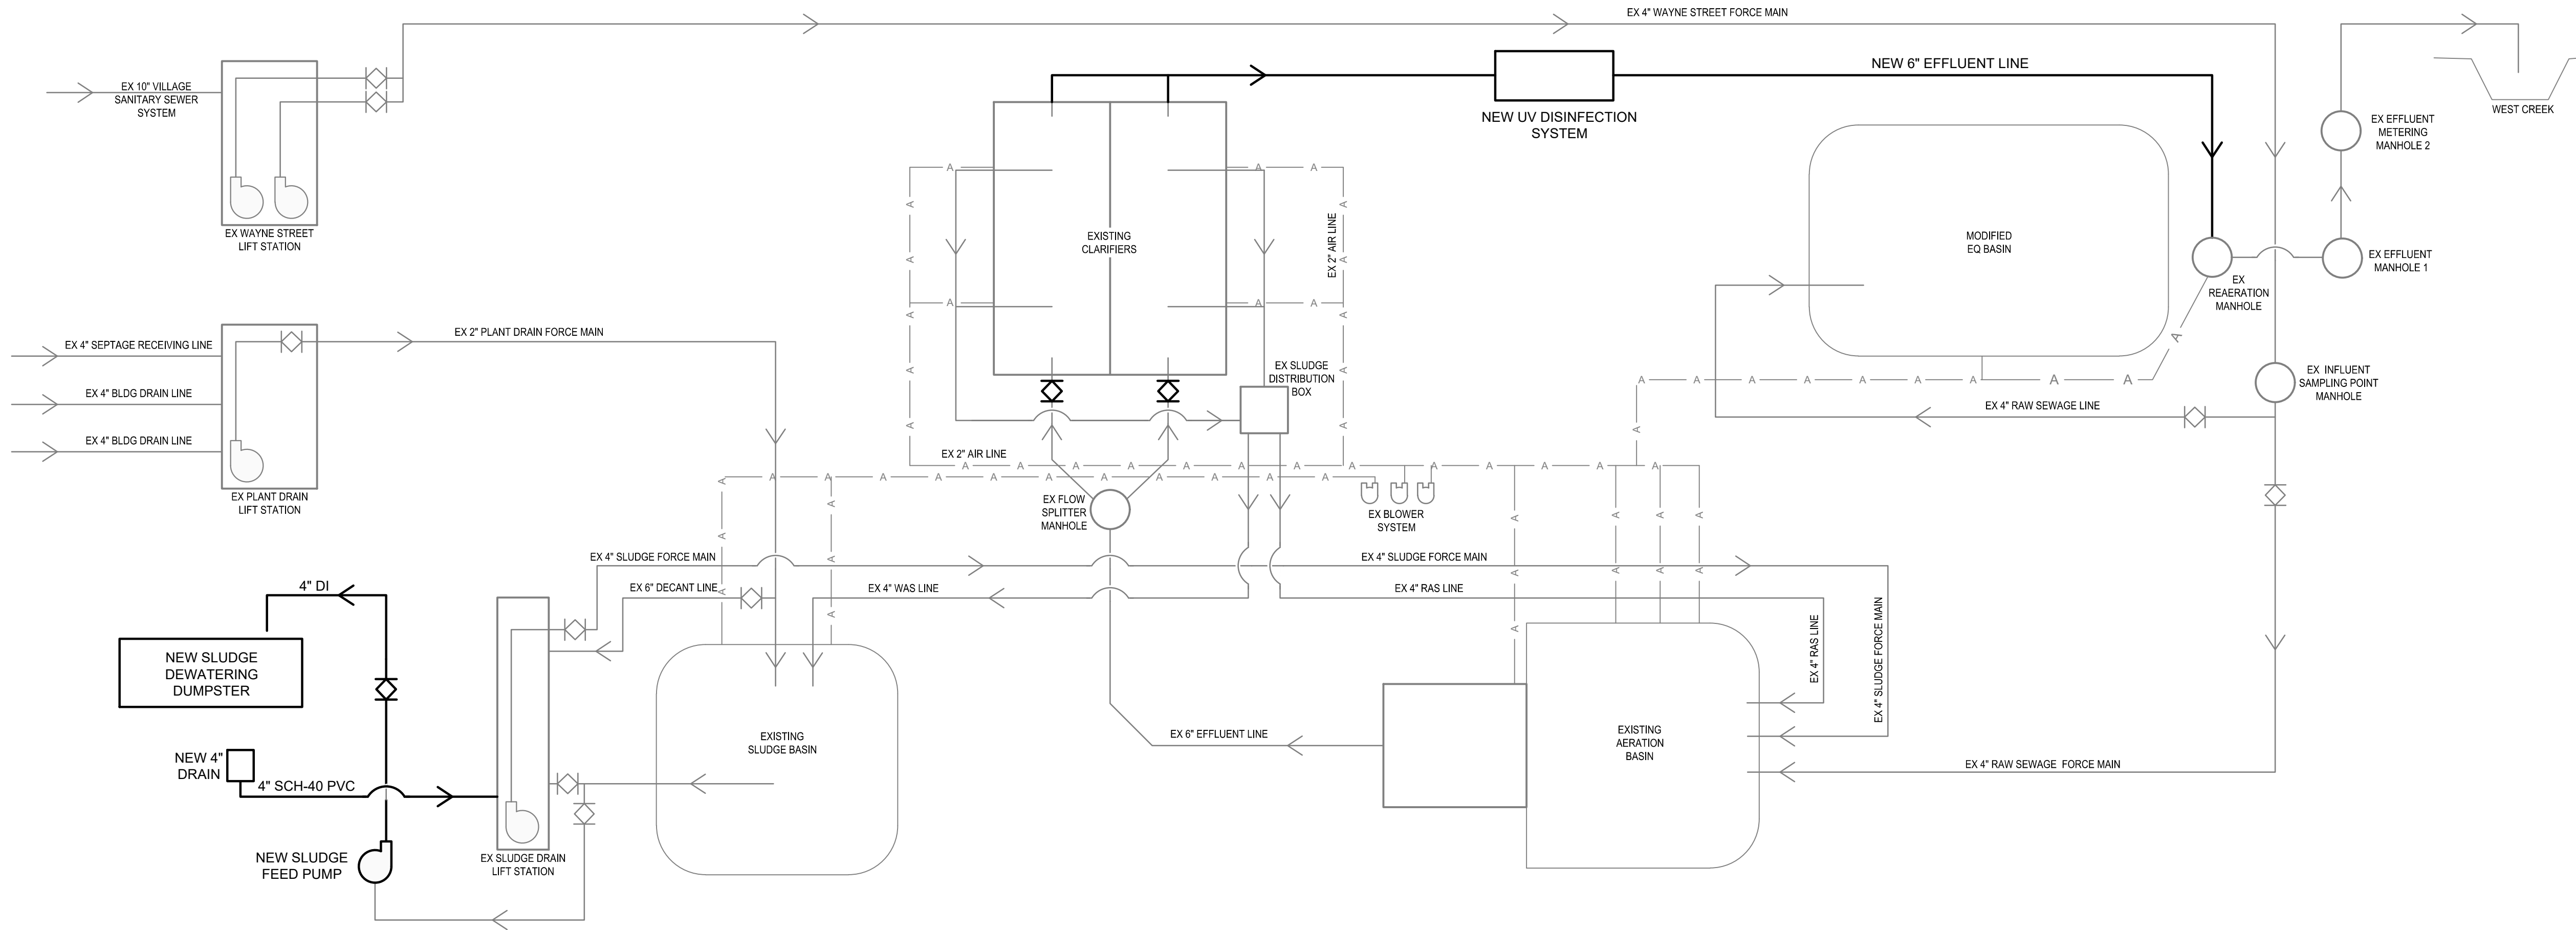 EX 4" WAYNE STREET FORCE MAIN
EX 10" VILLAGE
SANITARY SEWER
SYSTEM
EX WAYNE STREET
LIFT STATION
NEW UV DISINFECTION
SYSTEM
NEW 6" EFFLUENT LINE
EX EFFLUENT
METERING
MANHOLE 2
WEST CREEK
EXISTING
CLARIFIERS
EX 2" AIR LINE
MODIFIED
EQ BASIN
EX
REAERATION
MANHOLE
EX EFFLUENT
MANHOLE 1
EX 4" SEPTAGE RECEIVING LINE
EX 4" BLDG DRAIN LINE
EX 4" BLDG DRAIN LINE
EX PLANT DRAIN
LIFT STATION
EX 2" PLANT DRAIN FORCE MAIN
EX SLUDGE
DISTRIBUTION
BOX
EX INFLUENT
SAMPLING POINT
MANHOLE
EX 4" RAW SEWAGE LINE
EX 2" AIR LINE
A A A A A A A A A A A A A
EX FLOW
SPLITTER
MANHOLE
EX BLOWER
SYSTEM
EX 4" SLUDGE FORCE MAIN
EX 4" SLUDGE FORCE MAIN
EX 6" DECANT LINE
EX 4" WAS LINE
EX 4" RAS LINE
EX 4" RAS LINE
EX 4" SLUDGE FORCE MAIN
4" DI
NEW SLUDGE
DEWATERING
DUMPSTER
NEW 4"
DRAIN
4" SCH-40 PVC
NEW SLUDGE
FEED PUMP
EX SLUDGE DRAIN
LIFT STATION
EXISTING
SLUDGE BASIN
EX 6" EFFLUENT LINE
EXISTING
AERATION
BASIN
EX 4" RAW SEWAGE FORCE MAIN